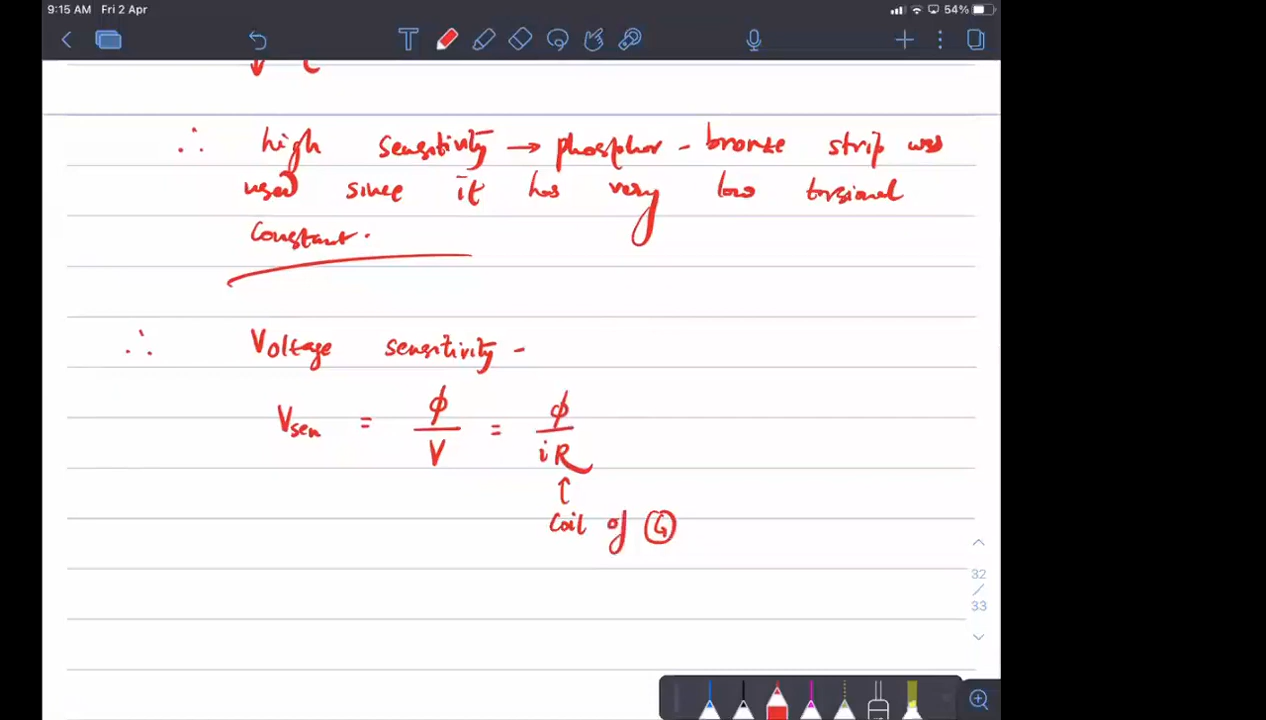 9:15 AM Fri 2 Apr
54%
∴ high sensitivity → phosphor - bronze strip was
used since it has very low torsional
constant.
∴ Voltage sensitivity -
Vsen = ϕ/V = ϕ/iR
↑
Coil of G
32
/
33